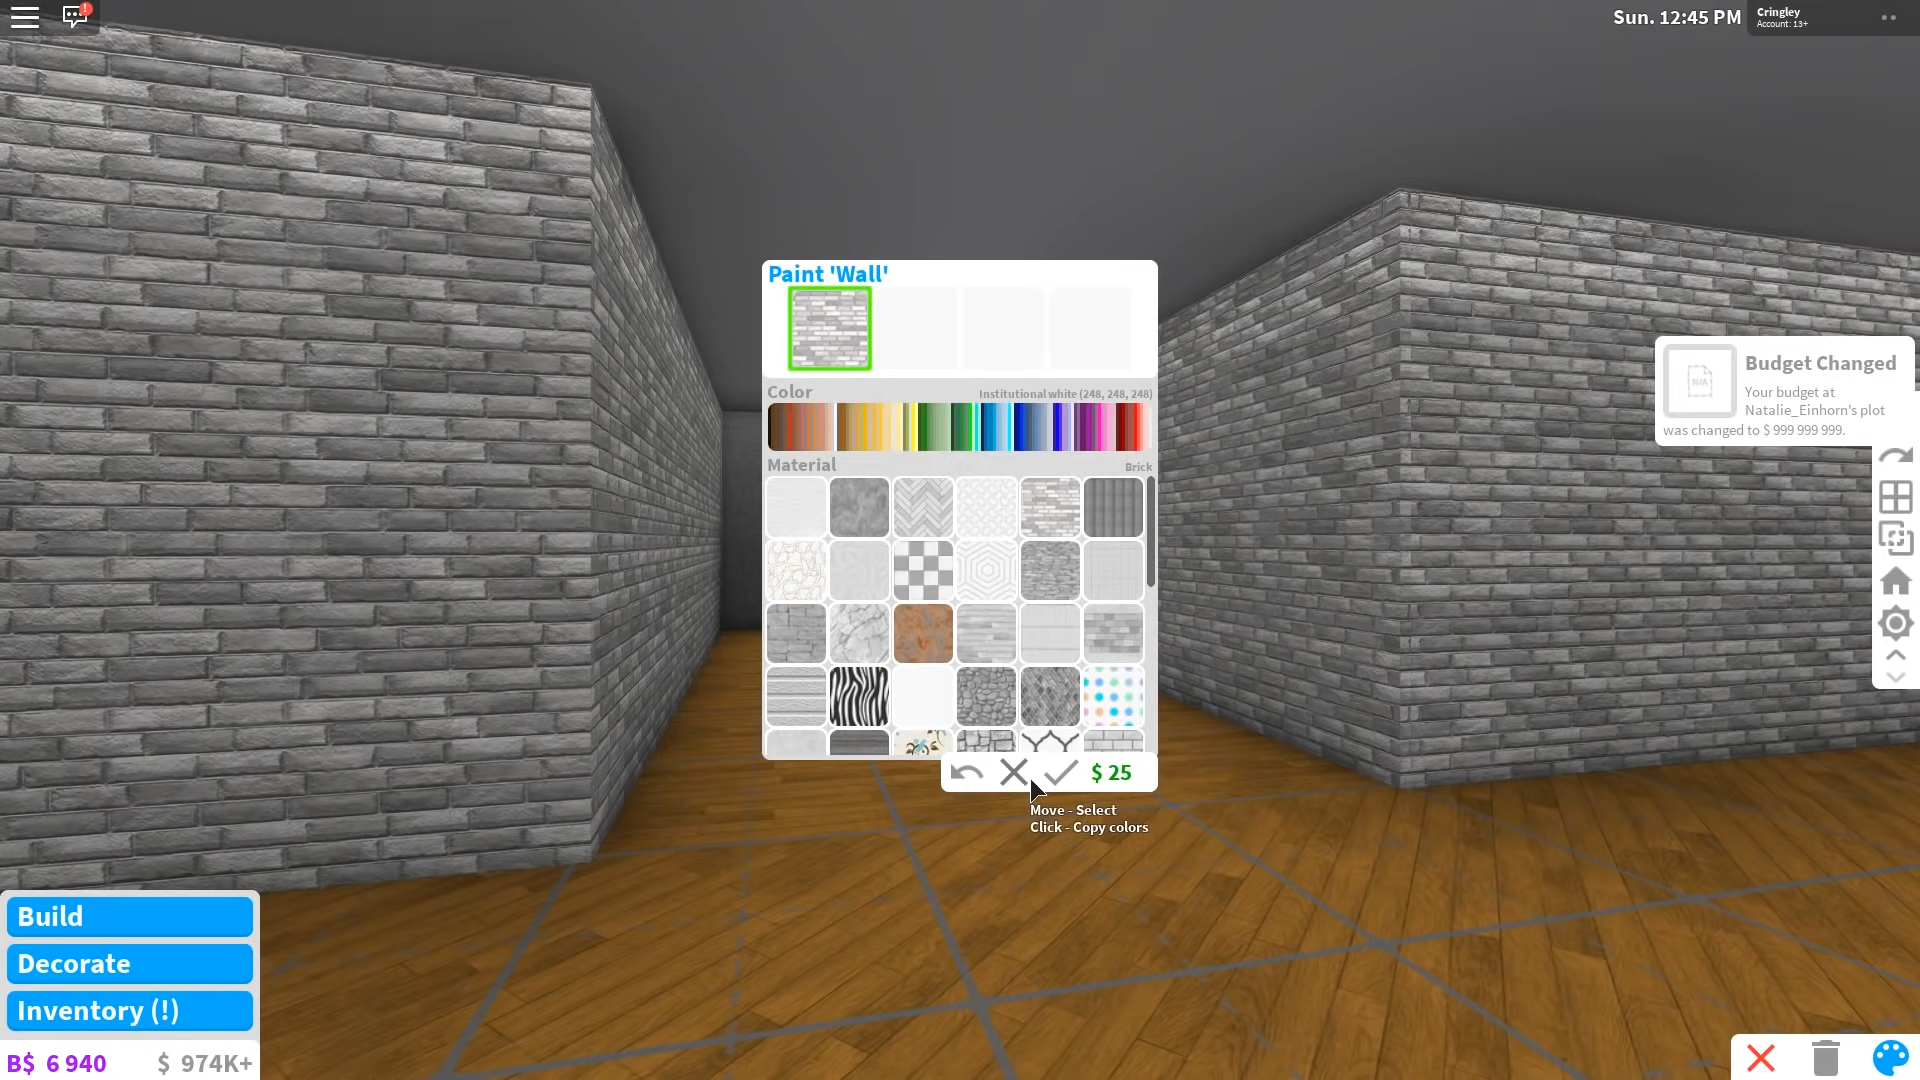 Sun. 12:45 PM
Cringley
Account: 13+
Paint 'Wall'
Color
Institutional white (248, 248, 248)
Material
Brick
$ 25
Move - Select
Click - Copy colors
Budget Changed
N/A
Your budget at
Natalie_Einhorn's plot
was changed to $ 999 999 999.
Build
Decorate
Inventory (!)
B$ 6 940
$ 974K+